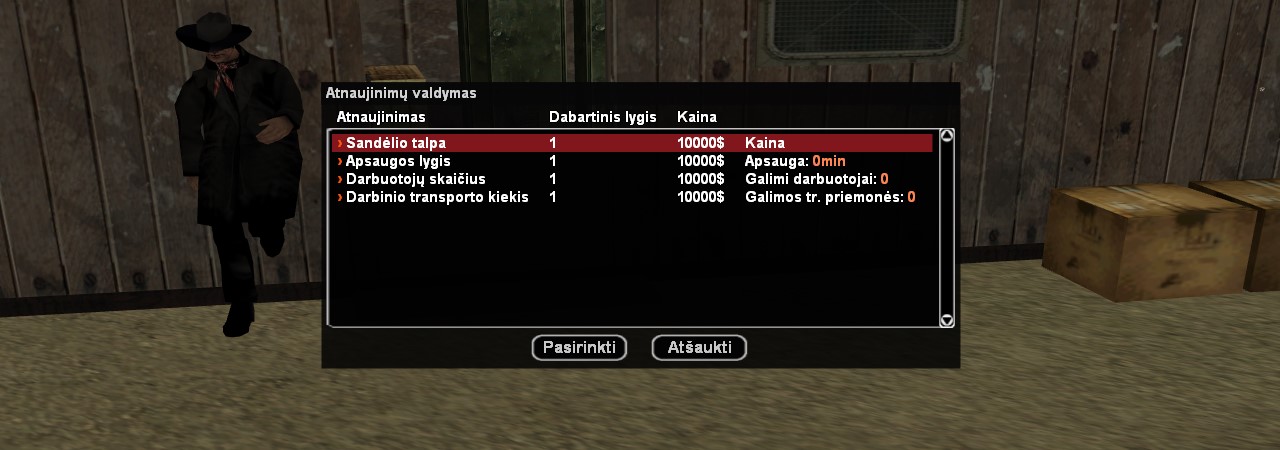 Atnaujinimų valdymas
Atnaujinimas Dabartinis lygis Kaina
› Sandėlio talpa 1 10000$ Kaina
› Apsaugos lygis 1 10000$ Apsauga: 0min
› Darbuotojų skaičius 1 10000$ Galimi darbuotojai: 0
› Darbinio transporto kiekis 1 10000$ Galimos tr. priemonės: 0
Pasirinkti Atšaukti